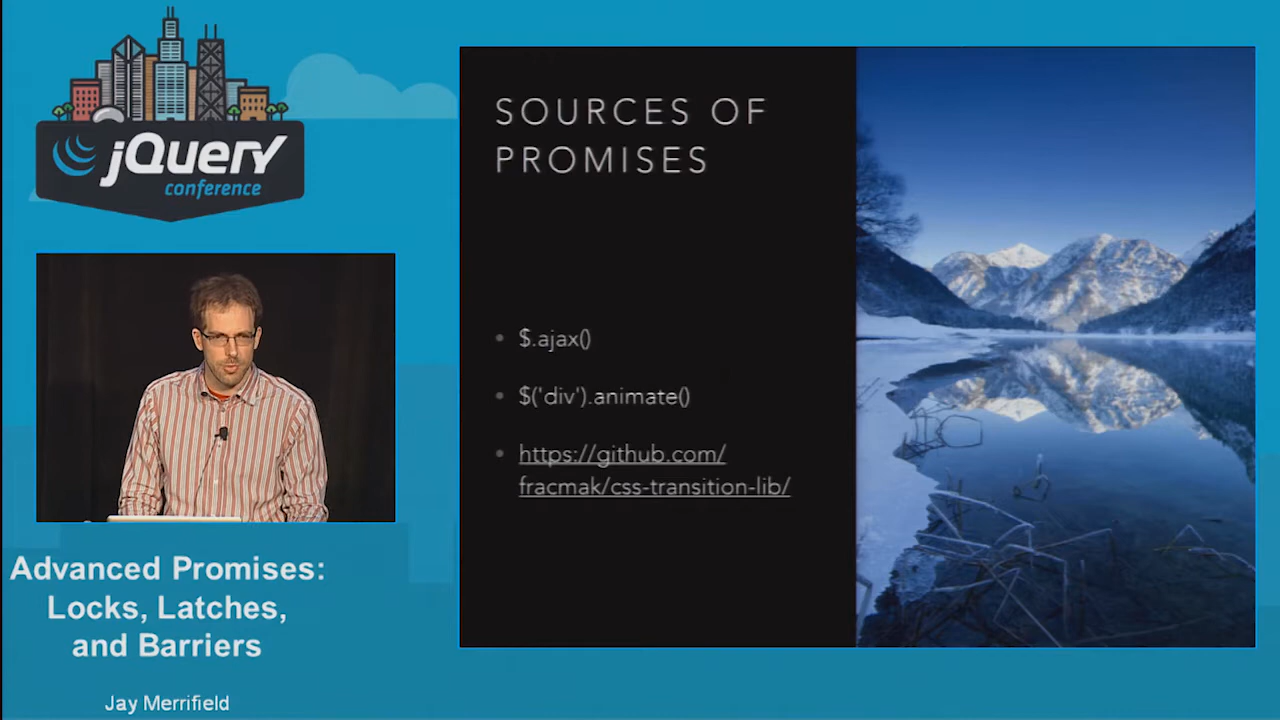 jQuery
conference
Advanced Promises:
Locks, Latches,
and Barriers
Jay Merrifield
SOURCES OF
PROMISES
• $.ajax()
• $('div').animate()
• https://github.com/
fracmak/css-transition-lib/